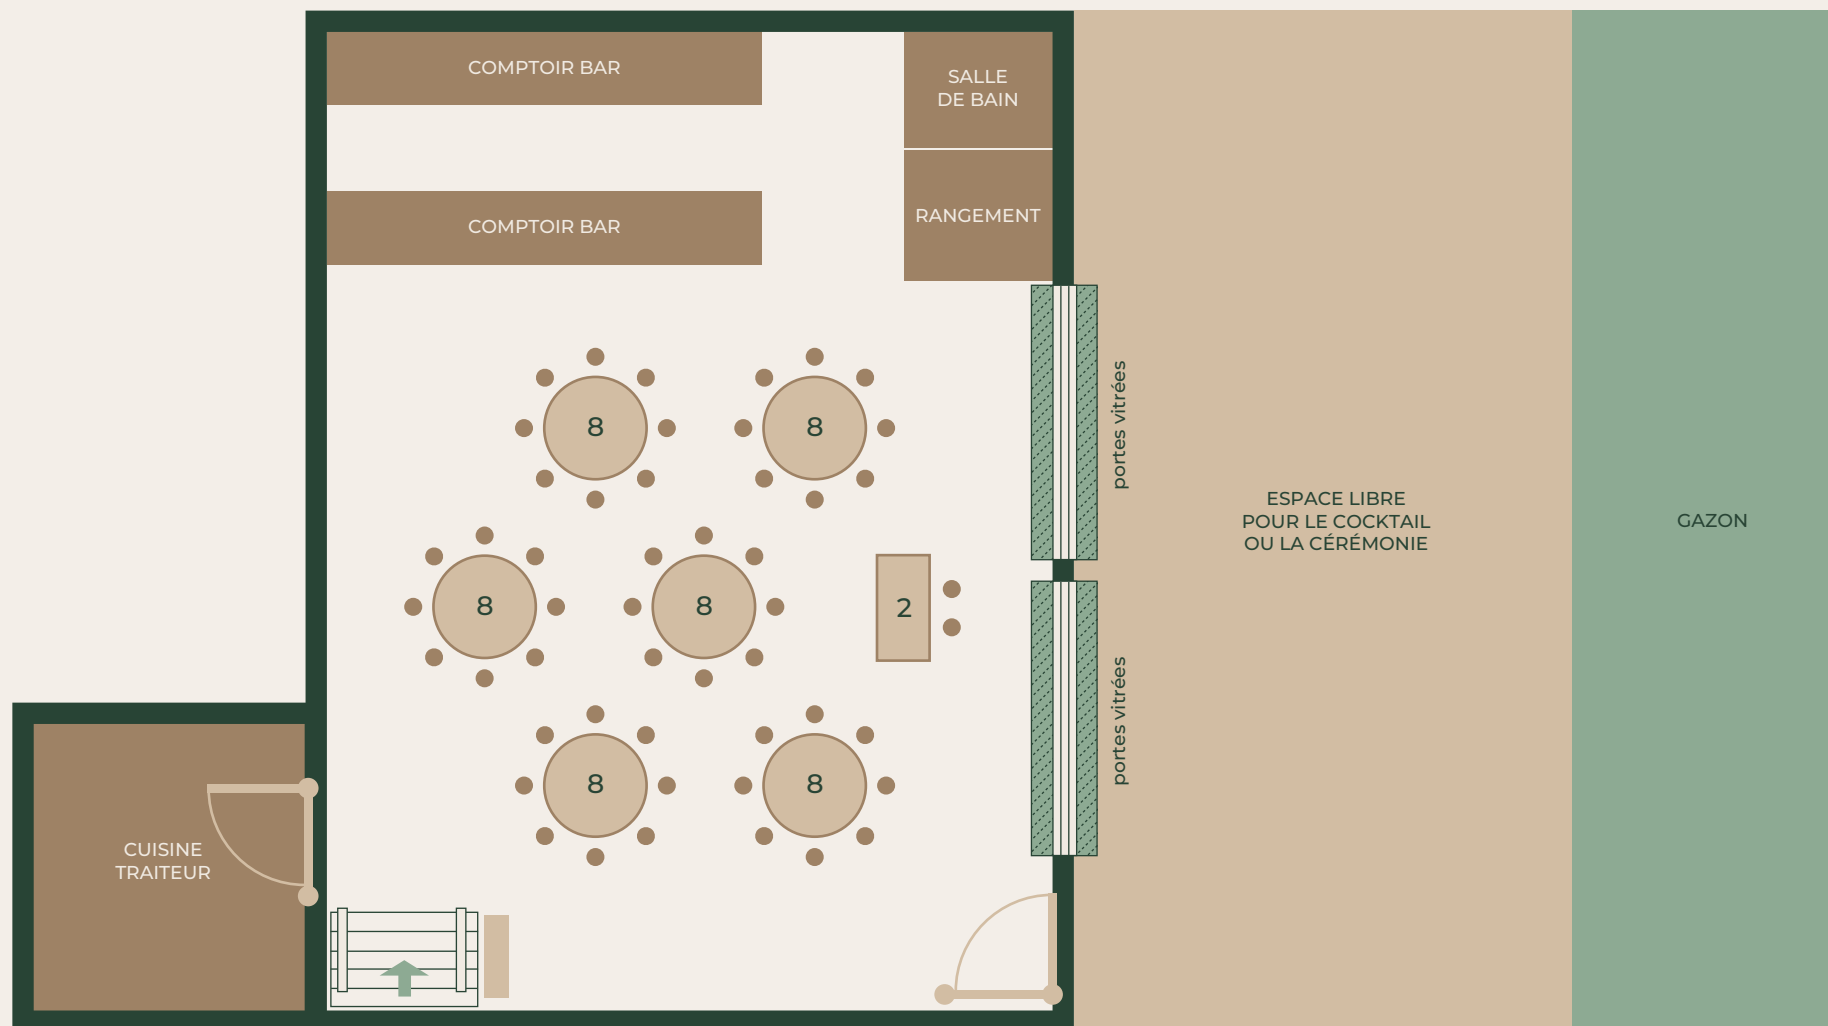 COMPTOIR BAR
SALLE
DE BAIN
COMPTOIR BAR
RANGEMENT
8
8
portes vitrées
ESPACE LIBRE
POUR LE COCKTAIL
OU LA CÉRÉMONIE
GAZON
8
8
2
portes vitrées
8
8
CUISINE
TRAITEUR